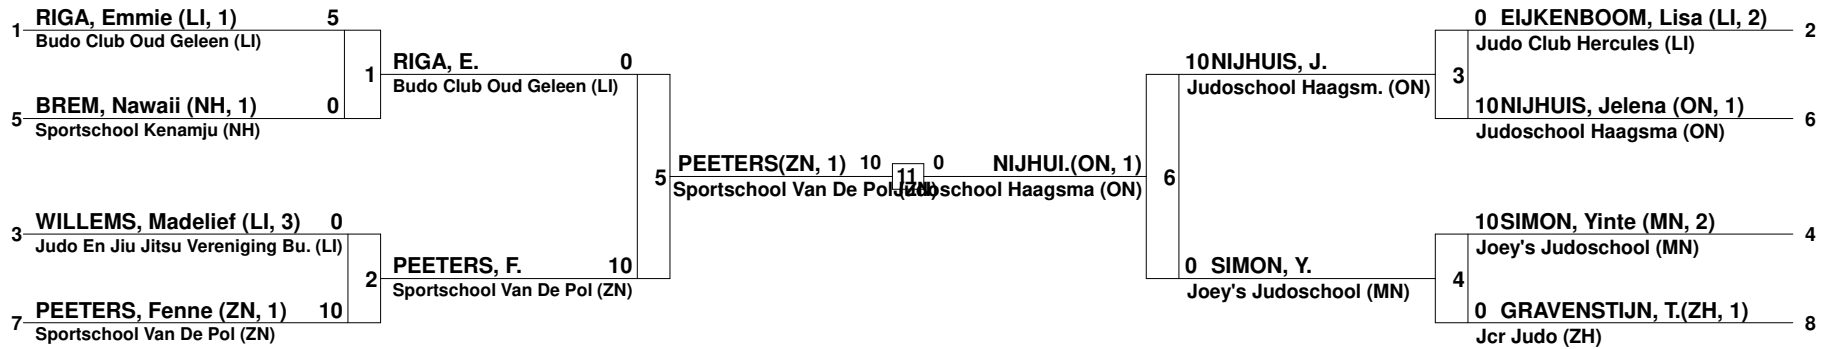 RIGA, Emmie (LI, 1) 5
1 Budo Club Oud Geleen (LI)
BREM, Nawaii (NH, 1) 0
5 Sportschool Kenamju (NH)
1
RIGA, E. 0
Budo Club Oud Geleen (LI)
WILLEMS, Madelief (LI, 3) 0
3 Judo En Jiu Jitsu Vereniging Bu. (LI)
PEETERS, Fenne (ZN, 1) 10
7 Sportschool Van De Pol (ZN)
2
PEETERS, F. 10
Sportschool Van De Pol (ZN)
5
PEETERS(ZN, 1) 10
Sportschool Van De Pol (ZN)
11
0 NIJHUI.(ON, 1)
Judoschool Haagsma (ON)
6
10 NIJHUIS, J.
Judoschool Haagsm. (ON)
0 SIMON, Y.
Joey's Judoschool (MN)
3
0 EIJKENBOOM, Lisa (LI, 2)
Judo Club Hercules (LI) 2
10 NIJHUIS, Jelena (ON, 1)
Judoschool Haagsma (ON) 6
4
10 SIMON, Yinte (MN, 2)
Joey's Judoschool (MN) 4
0 GRAVENSTIJN, T.(ZH, 1)
Jcr Judo (ZH) 8